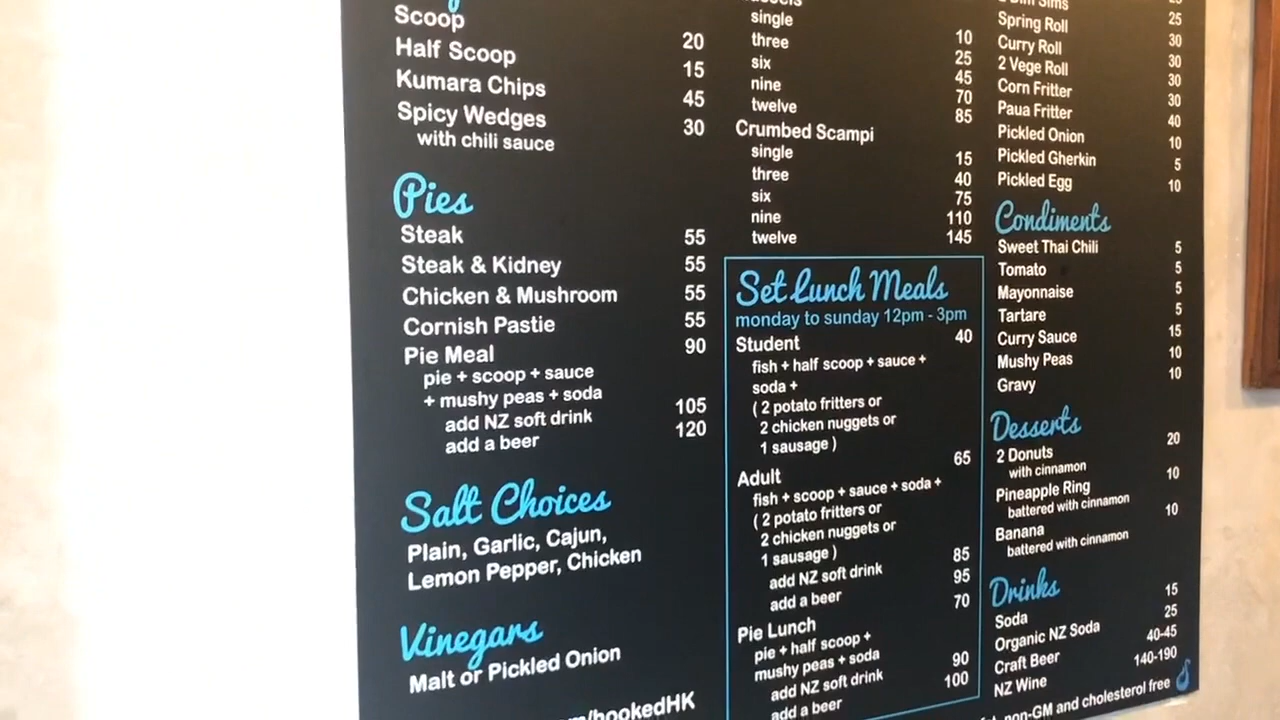 Scoop
Half Scoop 20
Kumara Chips 15
Spicy Wedges 45
with chili sauce 30
Pies
Steak 55
Steak & Kidney 55
Chicken & Mushroom 55
Cornish Pastie 55
Pie Meal 90
pie + scoop + sauce
+ mushy peas + soda
add NZ soft drink 105
add a beer 120
Salt Choices
Plain, Garlic, Cajun,
Lemon Pepper, Chicken
Vinegars
Malt or Pickled Onion
/hookedHK
single
three 10
six 25
nine 45
twelve 70
85
Crumbed Scampi
single 15
three 40
six 75
nine 110
twelve 145
Set Lunch Meals
monday to sunday 12pm - 3pm
Student 40
fish + half scoop + sauce +
soda +
( 2 potato fritters or
2 chicken nuggets or
1 sausage )
Adult 65
fish + scoop + sauce + soda +
( 2 potato fritters or
2 chicken nuggets or
1 sausage )
add NZ soft drink 85
add a beer 95
Pie Lunch 70
pie + half scoop +
mushy peas + soda
add NZ soft drink 90
add a beer 100
Spring Roll 25
Curry Roll 30
2 Vege Roll 30
Corn Fritter 30
Paua Fritter 30
Pickled Onion 40
Pickled Gherkin 10
Pickled Egg 5
10
Condiments
Sweet Thai Chili 5
Tomato 5
Mayonnaise 5
Tartare 5
Curry Sauce 15
Mushy Peas 10
Gravy 10
Desserts
2 Donuts 20
with cinnamon
Pineapple Ring 10
battered with cinnamon
Banana 10
battered with cinnamon
Drinks
Soda 15
Organic NZ Soda 25
Craft Beer 40-45
NZ Wine 140-190
non-GM and cholesterol free